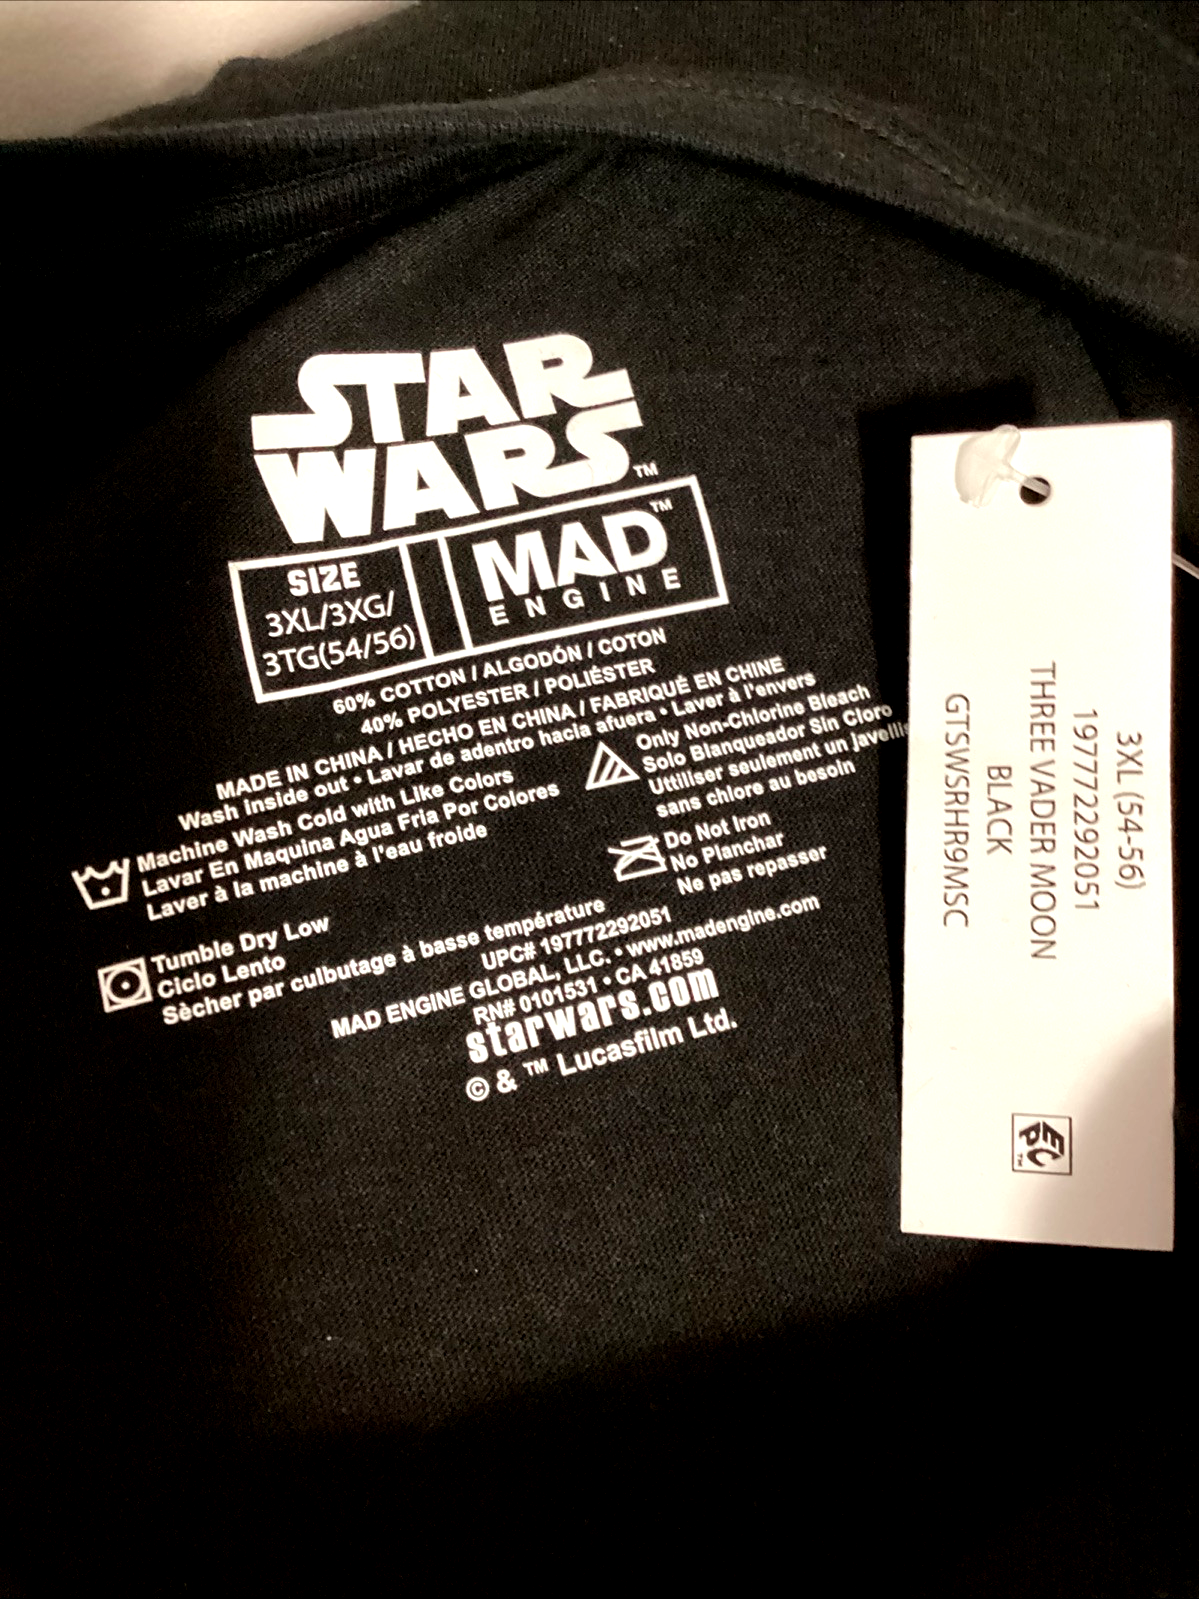 STAR
WARS™
SIZE
3XL/3XG/
3TG(54/56)
MAD™
ENGINE
60% COTTON / ALGODÓN / COTON
40% POLYESTER / POLIÉSTER
MADE IN CHINA / HECHO EN CHINA / FABRIQUÉ EN CHINE
Wash inside out • Lavar de adentro hacia afuera • Laver à l'envers
Machine Wash Cold with Like Colors
Lavar En Maquina Agua Fria Por Colores
Laver à la machine à l'eau froide
Only Non-Chlorine Bleach
Solo Blanqueador Sin Cloro
Uttiliser seulement un Javellis
sans chlore au besoin
Do Not Iron
No Planchar
Ne pas repasser
Tumble Dry Low
Ciclo Lento
Sècher par culbutage à basse température
UPC# 197772292051
MAD ENGINE GLOBAL, LLC. • www.madengine.com
RN# 0101531 • CA 41859
starwars.com
© & ™ Lucasfilm Ltd.
3XL (54-56)
197772292051
THREE VADER MOON
BLACK
GTSWSRHR9MSC
ECP™